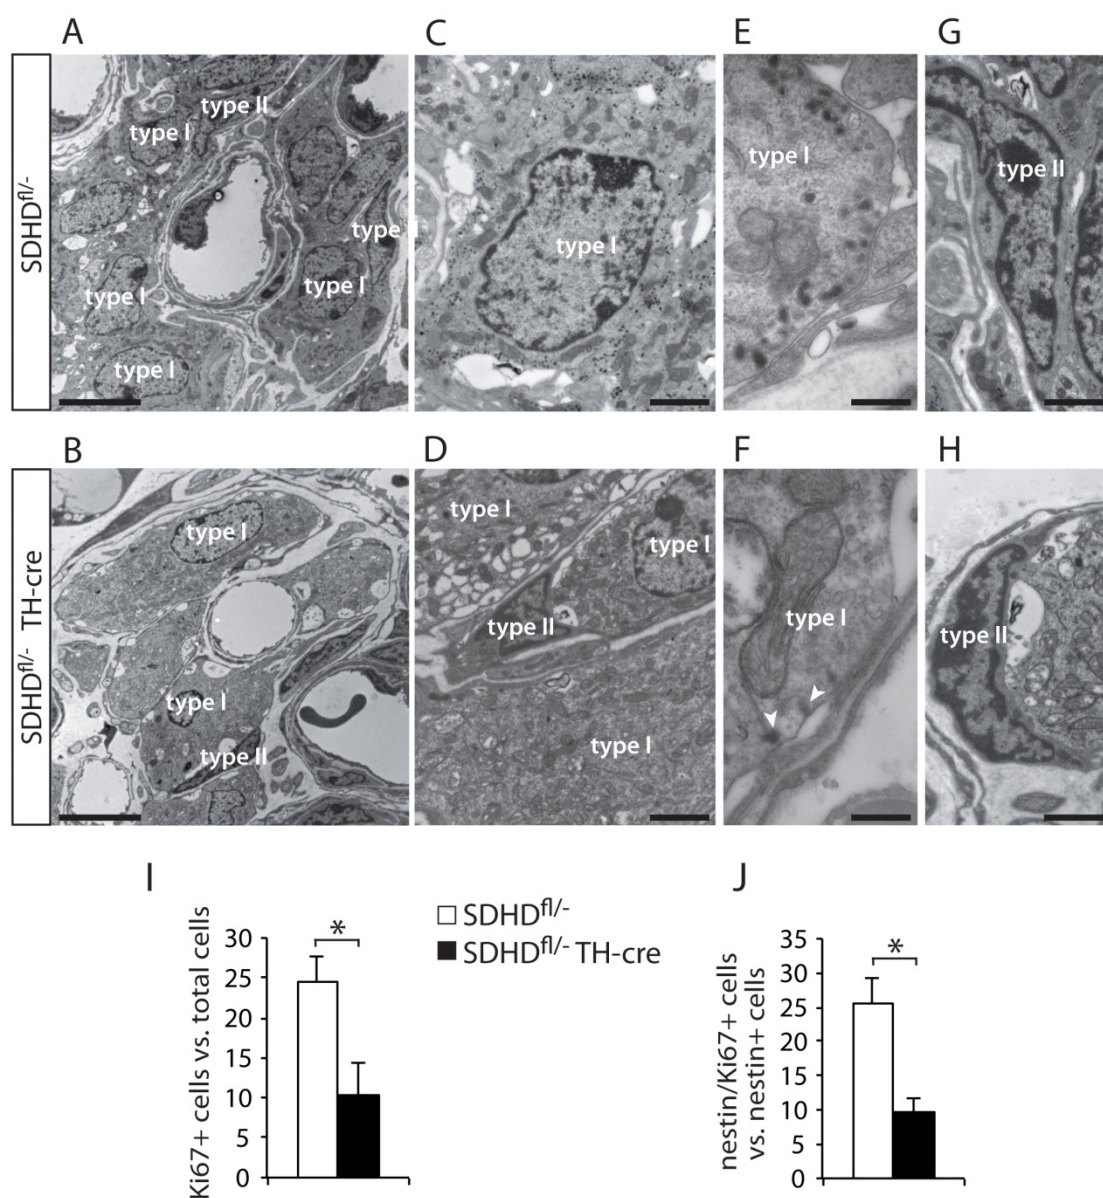 A
C
E
G
SDHD^fl/-
type II
type I
type I
type I
type I
type
type I
type I
type II
B
D
F
H
SDHD^fl/- TH-cre
type I
type I
type II
type I
type I
type II
type I
type I
type II
I
J
SDHD^fl/-
SDHD^fl/- TH-cre
Ki67+ cells vs. total cells
30
25
20
15
10
5
0
*
nestin/Ki67+ cells
vs. nestin+ cells
35
30
25
20
15
10
5
0
*